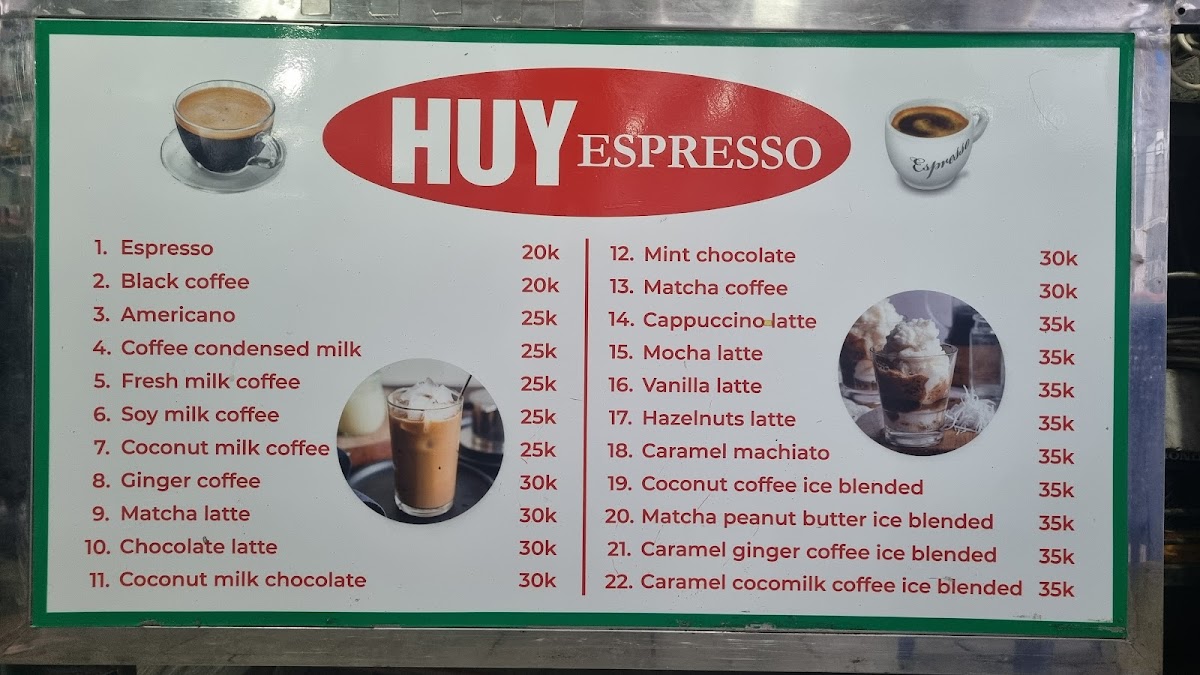 HUY ESPRESSO
Espresso
1. Espresso 20k
2. Black coffee 20k
3. Americano 25k
4. Coffee condensed milk 25k
5. Fresh milk coffee 25k
6. Soy milk coffee 25k
7. Coconut milk coffee 25k
8. Ginger coffee 30k
9. Matcha latte 30k
10. Chocolate latte 30k
11. Coconut milk chocolate 30k
12. Mint chocolate 30k
13. Matcha coffee 30k
14. Cappuccino latte 35k
15. Mocha latte 35k
16. Vanilla latte 35k
17. Hazelnuts latte 35k
18. Caramel machiato 35k
19. Coconut coffee ice blended 35k
20. Matcha peanut butter ice blended 35k
21. Caramel ginger coffee ice blended 35k
22. Caramel cocomilk coffee ice blended 35k